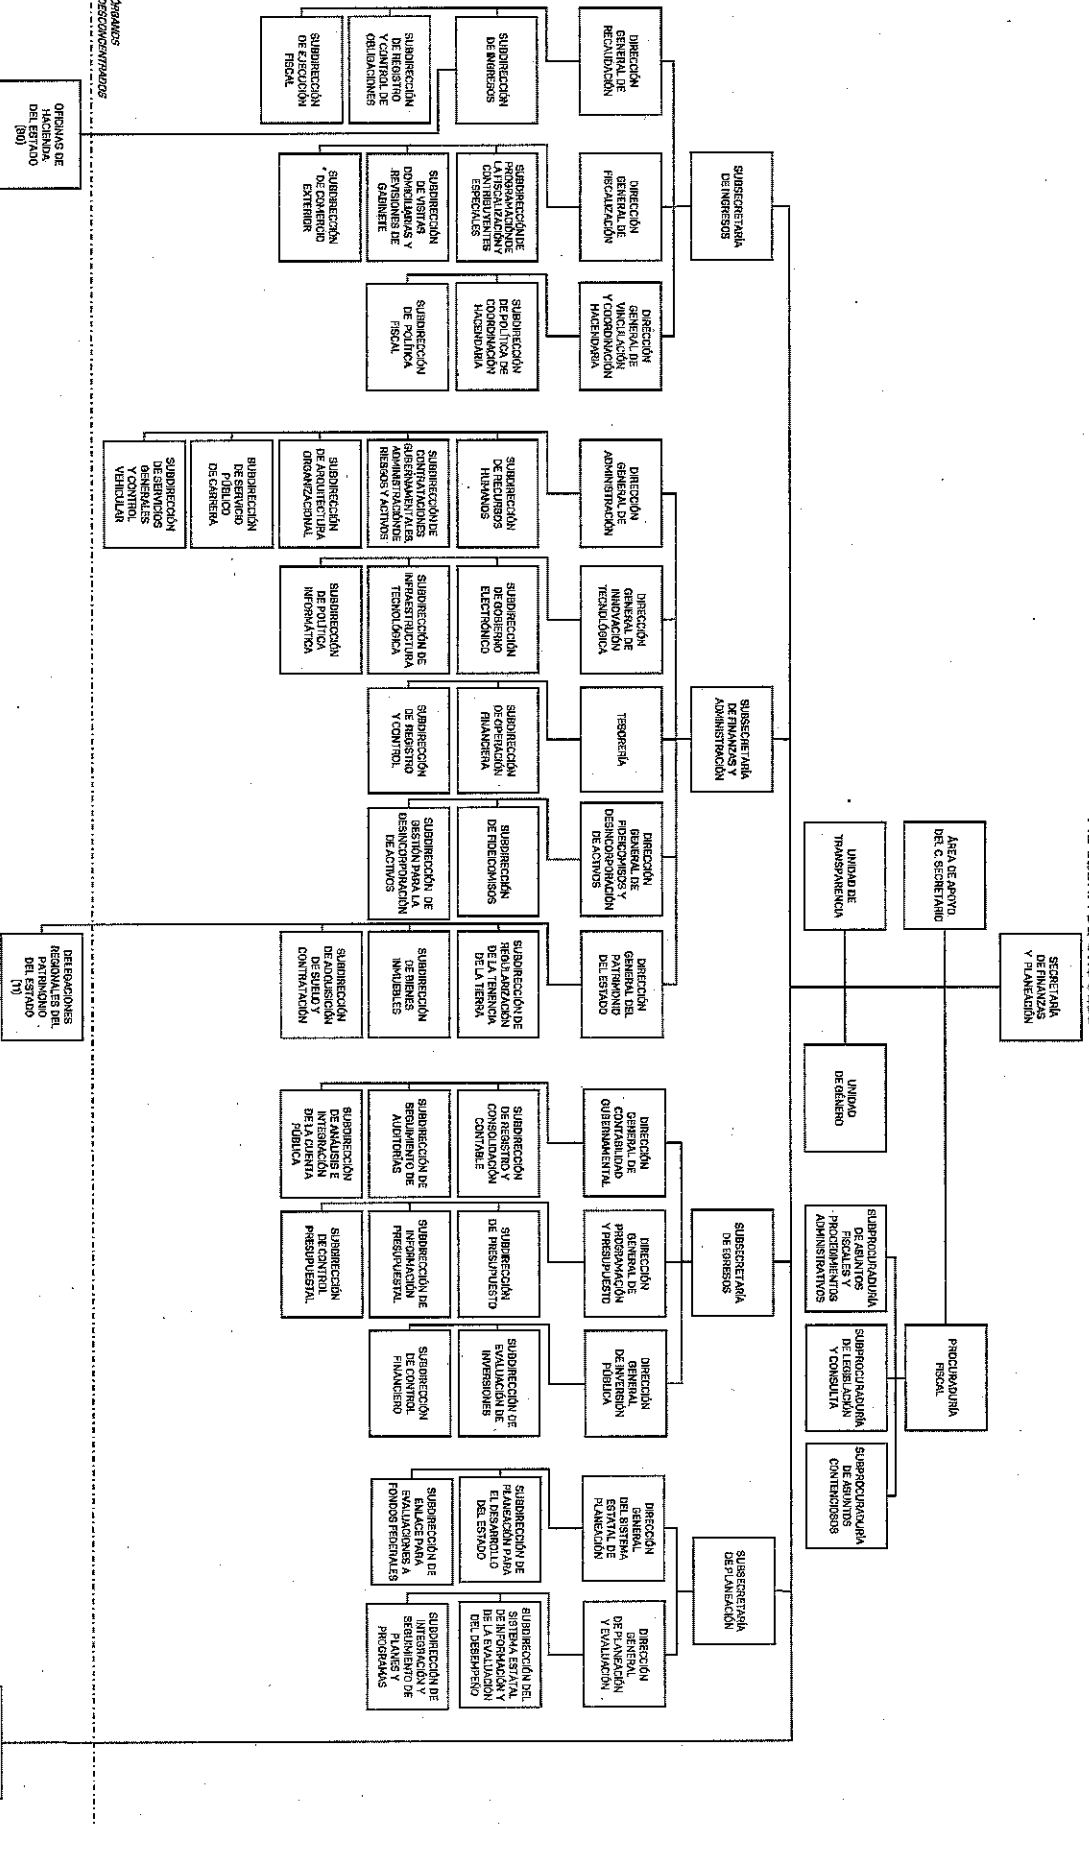 SECRETARÍA
DE FINANZAS
Y PLANEACIÓN
ÁREA DE APOYO
DEL C. SECRETARIO
PROCURADURÍA
FISCAL
UNIDAD DE
TRANSPARENCIA
UNIDAD
DE GÉNERO
SUBPROCURADURÍA
DE ASUNTOS
FISCALES Y
PROCEDIMIENTOS
ADMINISTRATIVOS
SUBPROCURADURÍA
DE LEGISLACIÓN
Y CONSULTA
SUBPROCURADURÍA
DE ASUNTOS
CONTENCIOSOS
SUBSECRETARÍA
DE INGRESOS
SUBSECRETARÍA
DE FINANZAS Y
ADMINISTRACIÓN
SUBSECRETARÍA
DE EGRESOS
SUBSECRETARÍA
DE PLANEACIÓN
DIRECCIÓN
GENERAL DE
RECAUDACIÓN
DIRECCIÓN
GENERAL DE
FISCALIZACIÓN
DIRECCIÓN
GENERAL DE
VINCULACIÓN
Y COORDINACIÓN
HACENDARIA
DIRECCIÓN
GENERAL DE
ADMINISTRACIÓN
DIRECCIÓN
GENERAL DE
INNOVACIÓN
TECNOLÓGICA
TESORERÍA
DIRECCIÓN
GENERAL DE
FIDEICOMISOS Y
DESINCORPORACIÓN
DE ACTIVOS
DIRECCIÓN
GENERAL DEL
PATRIMONIO
DEL ESTADO
DIRECCIÓN
GENERAL DE
CONTABILIDAD
GUBERNAMENTAL
DIRECCIÓN
GENERAL DE
PROGRAMACIÓN
Y PRESUPUESTO
DIRECCIÓN
GENERAL
DE INVERSIÓN
PÚBLICA
DIRECCIÓN
GENERAL
DEL SISTEMA
ESTATAL DE
PLANEACIÓN
DIRECCIÓN
GENERAL
DE PLANEACIÓN
Y EVALUACIÓN
SUBDIRECCIÓN
DE INGRESOS
SUBDIRECCIÓN DE
PROGRAMACIÓN DE
LA FISCALIZACIÓN Y
CONTRIBUYENTES
ESPECIALES
SUBDIRECCIÓN
DE POLÍTICA DE
COORDINACIÓN
HACENDARIA
SUBDIRECCIÓN
DE RECURSOS
HUMANOS
SUBDIRECCIÓN
DE GOBIERNO
ELECTRÓNICO
SUBDIRECCIÓN
DE OPERACIÓN
FINANCIERA
SUBDIRECCIÓN
DE FIDEICOMISOS
SUBDIRECCIÓN DE
REGULARIZACIÓN
DE LA TENENCIA
DE LA TIERRA
SUBDIRECCIÓN
DE REGISTRO Y
CONSOLIDACIÓN
CONTABLE
SUBDIRECCIÓN
DE PRESUPUESTO
SUBDIRECCIÓN DE
EVALUACIÓN DE
INVERSIONES
SUBDIRECCIÓN DE
PLANEACIÓN PARA
EL DESARROLLO
DEL ESTADO
SUBDIRECCIÓN DEL
SISTEMA ESTATAL
DE INFORMACIÓN Y
DE LA EVALUACIÓN
DEL DESEMPEÑO
SUBDIRECCIÓN
DE REGISTRO
Y CONTROL DE
OBLIGACIONES
SUBDIRECCIÓN
DE VISITAS
DOMICILIARIAS Y
REVISIONES DE
GABINETE
SUBDIRECCIÓN
DE POLÍTICA
FISCAL
SUBDIRECCIÓN DE
CONTRATACIONES
GUBERNAMENTALES,
ADMINISTRACIÓN DE
RIESGOS Y ACTIVOS
SUBDIRECCIÓN DE
INFRAESTRUCTURA
TECNOLÓGICA
SUBDIRECCIÓN
DE REGISTRO
Y CONTROL
SUBDIRECCIÓN DE
GESTIÓN PARA LA
DESINCORPORACIÓN
DE ACTIVOS
SUBDIRECCIÓN
DE BIENES
INMUEBLES
SUBDIRECCIÓN DE
SEGUIMIENTO DE
AUDITORÍAS
SUBDIRECCIÓN DE
INFORMACIÓN
PRESUPUESTAL
SUBDIRECCIÓN
DE CONTROL
FINANCIERO
SUBDIRECCIÓN DE
ENLACE PARA
EVALUACIONES A
FONDOS FEDERALES
SUBDIRECCIÓN DE
INTEGRACIÓN Y
SEGUIMIENTO DE
PLANES Y
PROGRAMAS
SUBDIRECCIÓN
DE EJECUCIÓN
FISCAL
SUBDIRECCIÓN
DE COMERCIO
EXTERIOR
SUBDIRECCIÓN
DE ARQUITECTURA
ORGANIZACIONAL
SUBDIRECCIÓN
DE POLÍTICA
INFORMÁTICA
SUBDIRECCIÓN
DE ADQUISICIÓN
DE SUELO Y
CONTRATACIÓN
SUBDIRECCIÓN
DE ANÁLISIS E
INTEGRACIÓN
DE LA CUENTA
PÚBLICA
SUBDIRECCIÓN
DE CONTROL
PRESUPUESTAL
SUBDIRECCIÓN
DE SERVICIO
PÚBLICO
DE CARRERA
SUBDIRECCIÓN
DE SERVICIOS
GENERALES
Y CONTROL
VEHICULAR
ÓRGANOS
DESCONCENTRADOS
OFICINAS DE
HACIENDA
DEL ESTADO
(80)
DELEGACIONES
REGIONALES DEL
PATRIMONIO
DEL ESTADO
(11)